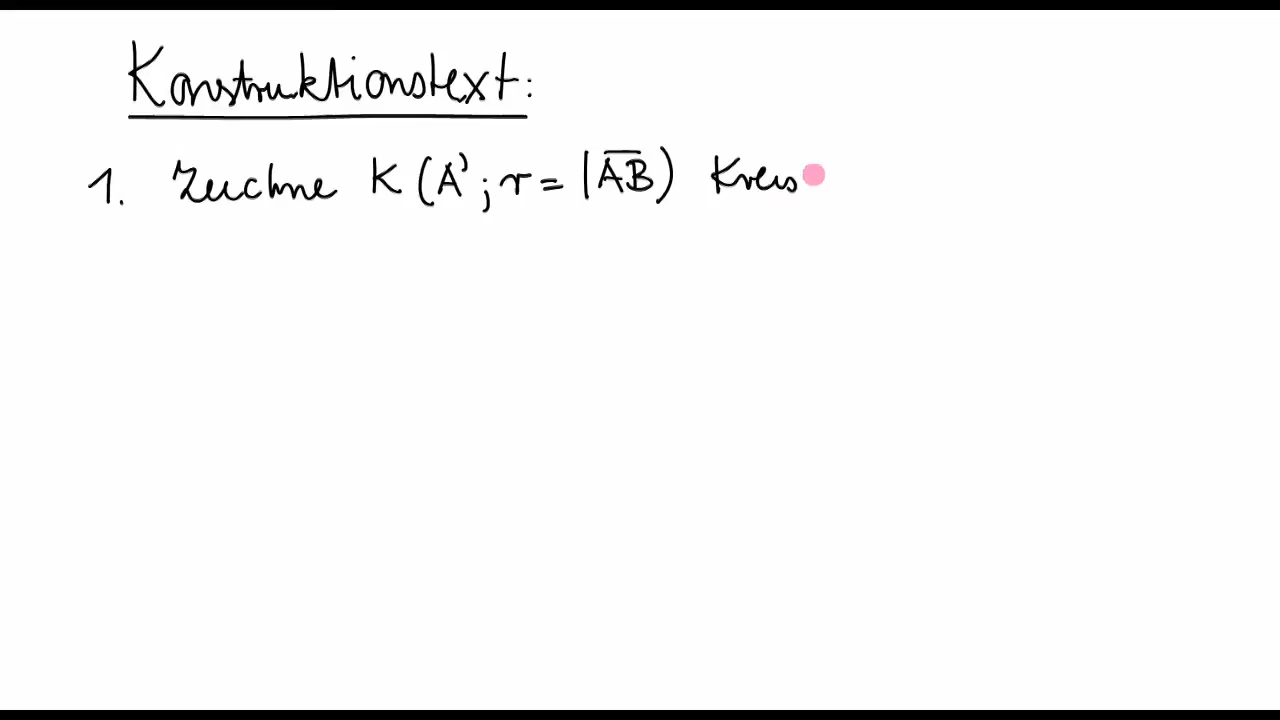 Konstruktionstext:
1. Zeichne K (A'; r = |AB̅) Kreis